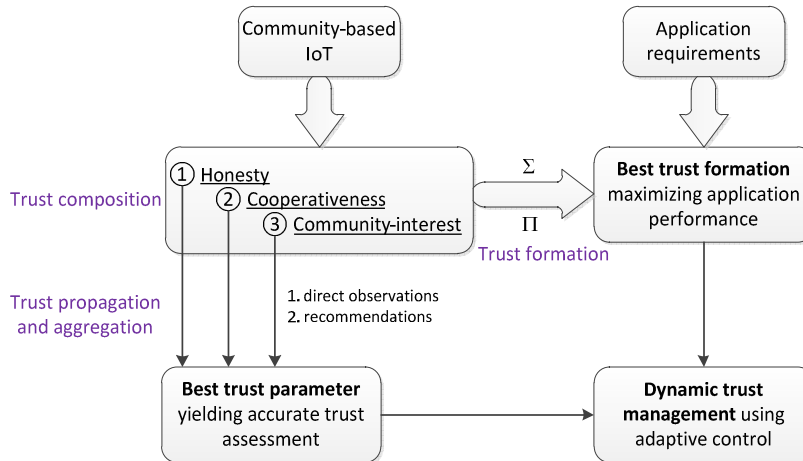 Community-based
IoT
Application
requirements
Trust composition
1 Honesty
2 Cooperativeness
3 Community-interest
Σ
Π
Trust formation
Best trust formation
maximizing application
performance
Trust propagation
and aggregation
1. direct observations
2. recommendations
Best trust parameter
yielding accurate trust
assessment
Dynamic trust
management using
adaptive control